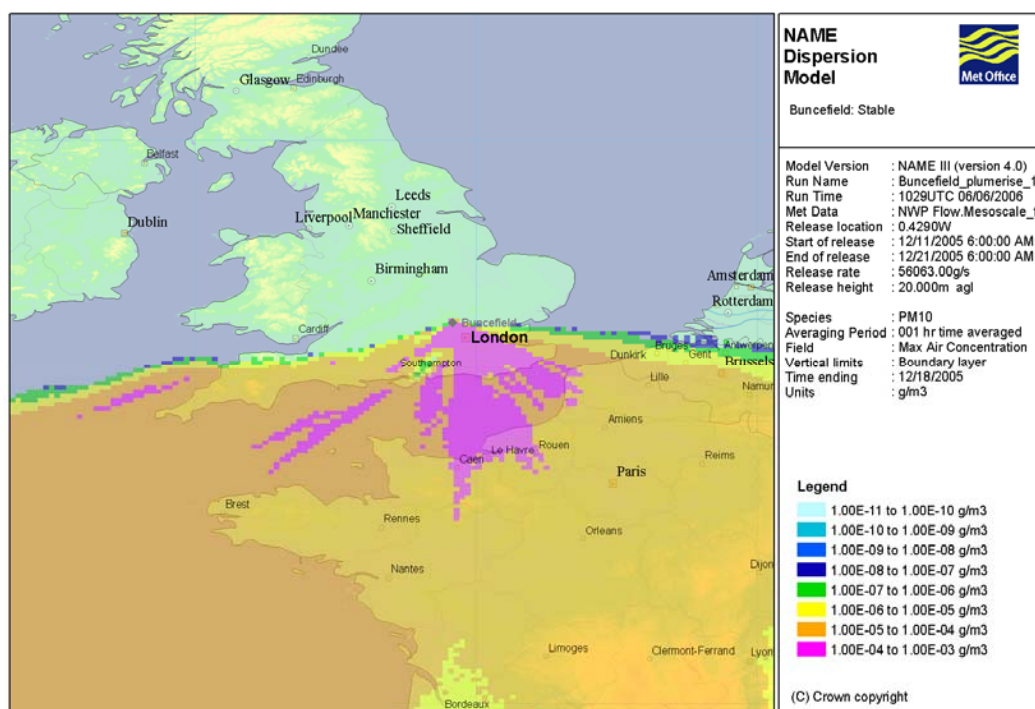 Dundee
Glasgow
Edinburgh
Belfast
Dublin
Leeds
Liverpool
Manchester
Sheffield
Birmingham
Amsterdam
Rotterdam
Cardiff
Buncefield
London
Southampton
Dunkirk
Bruges
Gent
Antwerpen
Brussels
Lille
Namur
Amiens
Caen
Le Havre
Rouen
Reims
Paris
Brest
Rennes
Orleans
Nantes
Dijon
Limoges
Clermont-Ferrand
Lyon
Bordeaux
NAME
Dispersion
Model
Met Office
Buncefield: Stable
Model Version : NAME III (version 4.0)
Run Name : Buncefield_plumerise_1
Run Time : 1029UTC 06/06/2006
Met Data : NWP Flow.Mesoscale_
Release location : 0.4290W
Start of release : 12/11/2005 6:00:00 AM
End of release : 12/21/2005 6:00:00 AM
Release rate : 56063.00g/s
Release height : 20.000m agl
Species : PM10
Averaging Period : 001 hr time averaged
Field : Max Air Concentration
Vertical limits : Boundary layer
Time ending : 12/18/2005
Units : g/m3
Legend
1.00E-11 to 1.00E-10 g/m3
1.00E-10 to 1.00E-09 g/m3
1.00E-09 to 1.00E-08 g/m3
1.00E-08 to 1.00E-07 g/m3
1.00E-07 to 1.00E-06 g/m3
1.00E-06 to 1.00E-05 g/m3
1.00E-05 to 1.00E-04 g/m3
1.00E-04 to 1.00E-03 g/m3
(C) Crown copyright